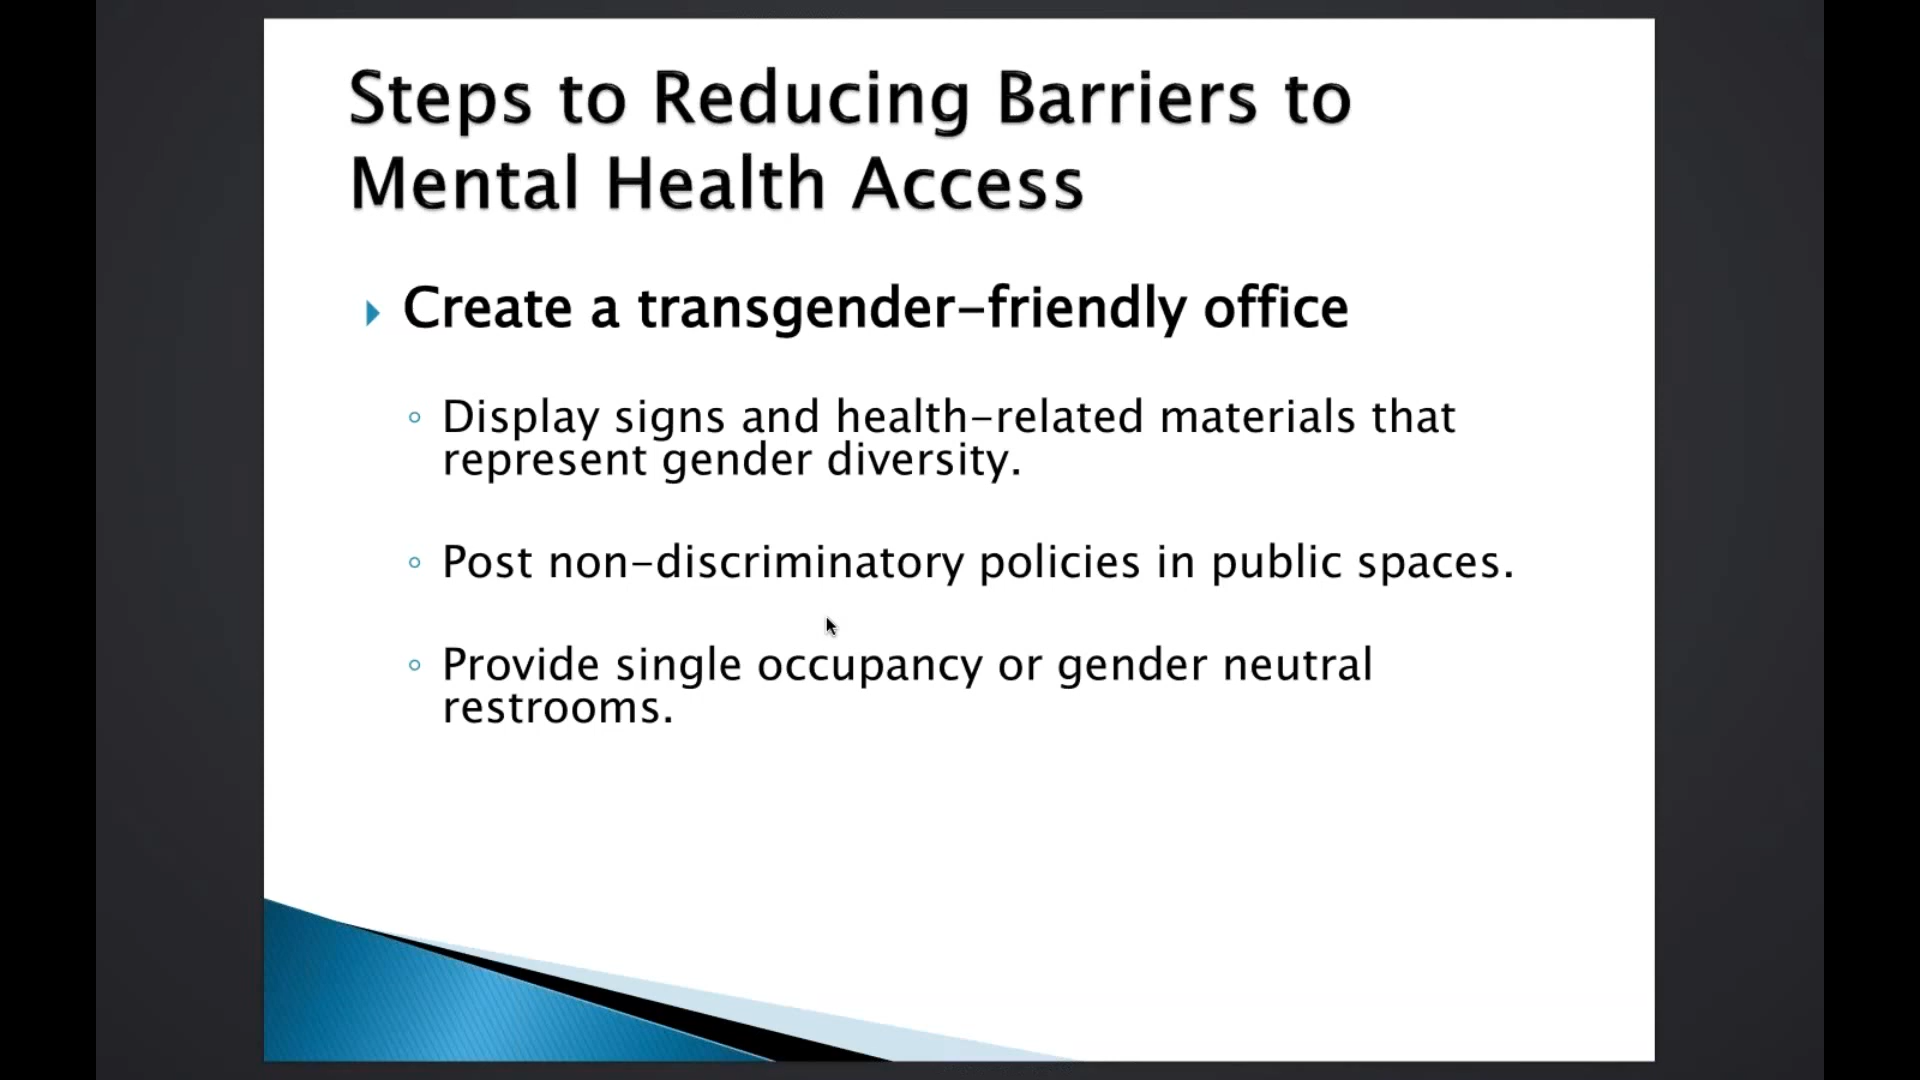 Steps to Reducing Barriers to
Mental Health Access
Create a transgender-friendly office
Display signs and health-related materials that
represent gender diversity.
Post non-discriminatory policies in public spaces.
Provide single occupancy or gender neutral
restrooms.